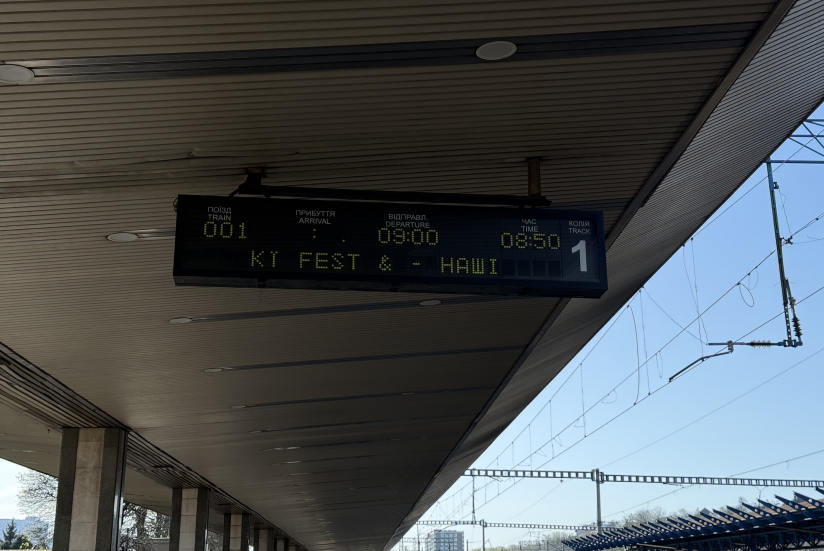 ПОЇЗД ПРИБУТТЯ ВІДПРАВЛ. ЧАС КОЛІЯ
TRAIN ARRIVAL DEPARTURE TIME TRACK
001 : . 09:00 08:50 1
КЇ FEST & - НАШІ